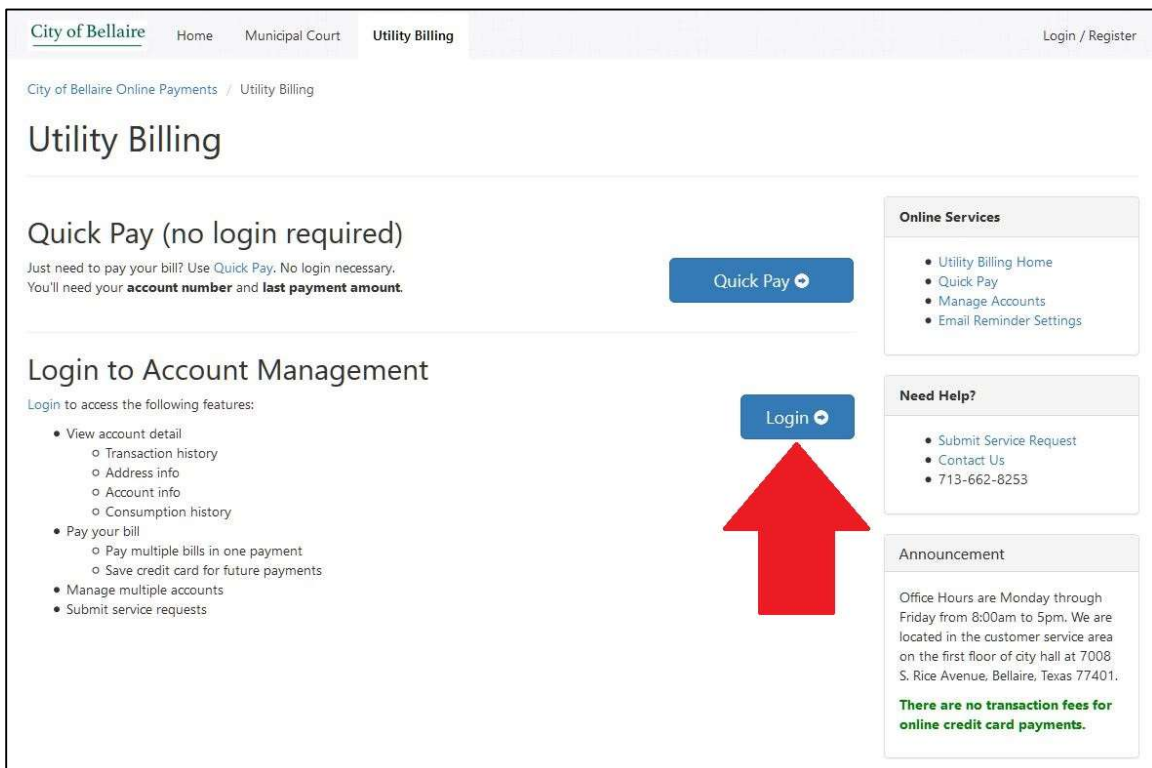 City of Bellaire Home Municipal Court Utility Billing Login / Register
City of Bellaire Online Payments / Utility Billing
Utility Billing
Quick Pay (no login required)
Just need to pay your bill? Use Quick Pay. No login necessary.
You'll need your account number and last payment amount.
Quick Pay
Login to Account Management
Login to access the following features:
Login
• View account detail
o Transaction history
o Address info
o Account info
o Consumption history
• Pay your bill
o Pay multiple bills in one payment
o Save credit card for future payments
• Manage multiple accounts
• Submit service requests
Online Services
• Utility Billing Home
• Quick Pay
• Manage Accounts
• Email Reminder Settings
Need Help?
• Submit Service Request
• Contact Us
• 713-662-8253
Announcement
Office Hours are Monday through
Friday from 8:00am to 5pm. We are
located in the customer service area
on the first floor of city hall at 7008
S. Rice Avenue, Bellaire, Texas 77401.
There are no transaction fees for
online credit card payments.